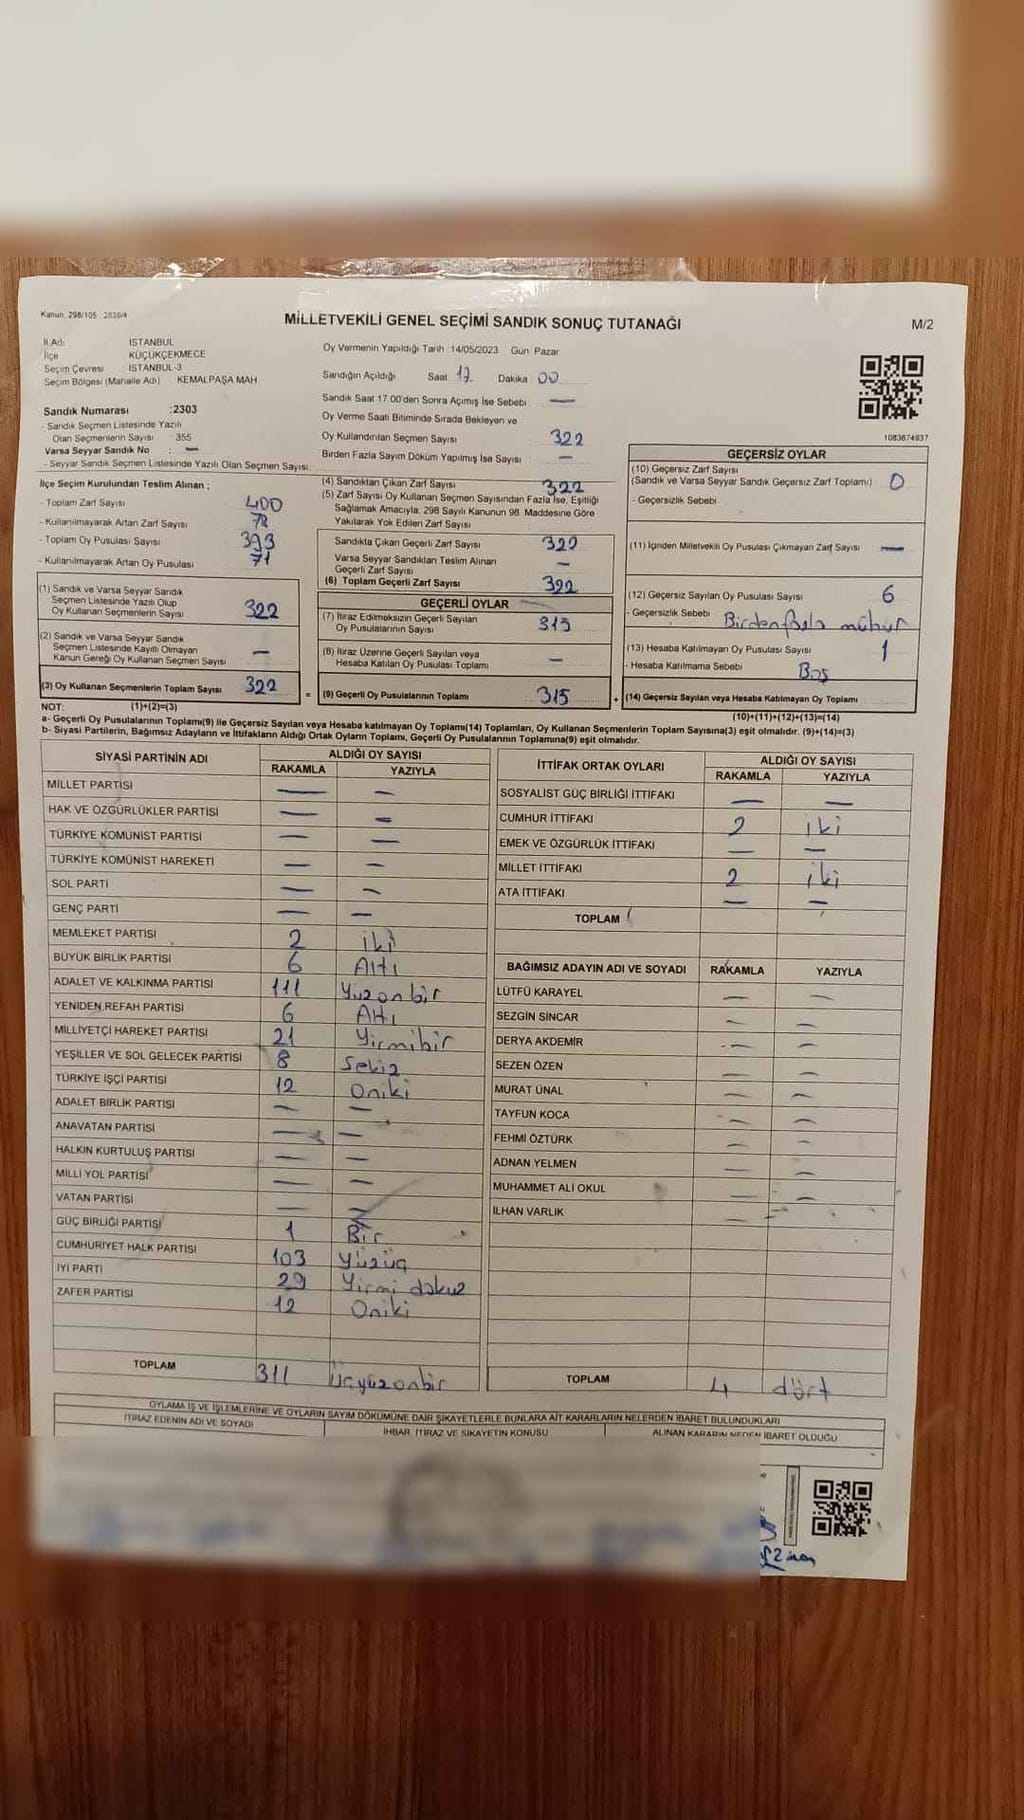 Kanun. 298/105 . 2839/4
MİLLETVEKİLİ GENEL SEÇİMİ SANDIK SONUÇ TUTANAĞI
M/2
İl Adı: İSTANBUL
İlçe KÜÇÜKÇEKMECE
Seçim Çevresi İSTANBUL-3
Seçim Bölgesi (Mahalle Adı) KEMALPAŞA MAH
Sandık Numarası :2303
- Sandık Seçmen Listesinde Yazılı
Olan Seçmenlerin Sayısı : 355
Varsa Seyyar Sandık No : —
- Seyyar Sandık Seçmen Listesinde Yazılı Olan Seçmen Sayısı
Oy Vermenin Yapıldığı Tarih :14/05/2023 Gün: Pazar
Sandığın Açıldığı Saat 17 Dakika 00
Sandık Saat 17:00'den Sonra Açımış İse Sebebi —
Oy Verme Saati Bitiminde Sırada Bekleyen ve
Oy Kullandırılan Seçmen Sayısı 322
Birden Fazla Sayım Döküm Yapılmış İse Sayısı : —
1083674937
İlçe Seçim Kurulundan Teslim Alınan ;
- Toplam Zarf Sayısı 400
- Kullanılmayarak Artan Zarf Sayısı 78
- Toplam Oy Pusulası Sayısı 393
- Kullanılmayarak Artan Oy Pusulası 71
(1) Sandık ve Varsa Seyyar Sandık
Seçmen Listesinde Yazılı Olup
Oy Kullanan Seçmenlerin Sayısı 322
(2) Sandık ve Varsa Seyyar Sandık
Seçmen Listesinde Kayıtlı Olmayan
Kanun Gereği Oy Kullanan Seçmen Sayısı —
(3) Oy Kullanan Seçmenlerin Toplam Sayısı 322
(4) Sandıktan Çıkan Zarf Sayısı 322
(5) Zarf Sayısı Oy Kullanan Seçmen Sayısından Fazla İse, Eşitliği
Sağlamak Amacıyla, 298 Sayılı Kanunun 98. Maddesine Göre
Yakılarak Yok Edilen Zarf Sayısı
Sandıkta Çıkan Geçerli Zarf Sayısı 322
Varsa Seyyar Sandıktan Teslim Alınan
Geçerli Zarf Sayısı —
(6) Toplam Geçerli Zarf Sayısı 322
GEÇERLİ OYLAR
(7) İtiraz Edilmeksizin Geçerli Sayılan
Oy Pusulalarının Sayısı 315
(8) İtiraz Üzerine Geçerli Sayılan veya
Hesaba Katılan Oy Pusulası Toplamı —
= (9) Geçerli Oy Pusulalarının Toplamı 315
GEÇERSİZ OYLAR
(10) Geçersiz Zarf Sayısı
(Sandık ve Varsa Seyyar Sandık Geçersiz Zarf Toplamı) 0
- Geçersizlik Sebebi
(11) İçinden Milletvekili Oy Pusulası Çıkmayan Zarf Sayısı —
(12) Geçersiz Sayılan Oy Pusulası Sayısı 6
- Geçersizlik Sebebi Birdenfazla mühür
(13) Hesaba Katılmayan Oy Pusulası Sayısı 1
- Hesaba Katılmama Sebebi Boş
+ (14) Geçersiz Sayılan veya Hesaba Katılmayan Oy Toplamı
NOT: (1)+(2)=(3)
(10)+(11)+(12)+(13)=(14)
a- Geçerli Oy Pusulalarının Toplamı(9) ile Geçersiz Sayılan veya Hesaba katılmayan Oy Toplamı(14) Toplamları, Oy Kullanan Seçmenlerin Toplam Sayısına(3) eşit olmalıdır. (9)+(14)=(3)
b- Siyasi Partilerin, Bağımsız Adayların ve İttifakların Aldığı Ortak Oyların Toplamı, Geçerli Oy Pusulalarının Toplamına(9) eşit olmalıdır.
SİYASİ PARTİNİN ADI ALDIĞI OY SAYISI
RAKAMLA YAZIYLA
MİLLET PARTİSİ — —
HAK VE ÖZGÜRLÜKLER PARTİSİ — —
TÜRKİYE KOMÜNİST PARTİSİ — —
TÜRKİYE KOMÜNİST HAREKETİ — —
SOL PARTİ — —
GENÇ PARTİ — —
MEMLEKET PARTİSİ 2 iki
BÜYÜK BİRLİK PARTİSİ 6 Altı
ADALET VE KALKINMA PARTİSİ 111 Yüzonbir
YENİDEN REFAH PARTİSİ 6 Altı
MİLLİYETÇİ HAREKET PARTİSİ 21 Yirmibir
YEŞİLLER VE SOL GELECEK PARTİSİ 8 Sekiz
TÜRKİYE İŞÇİ PARTİSİ 12 Oniki
ADALET BİRLİK PARTİSİ — —
ANAVATAN PARTİSİ — —
HALKIN KURTULUŞ PARTİSİ — —
MİLLİ YOL PARTİSİ — —
VATAN PARTİSİ — —
GÜÇ BİRLİĞİ PARTİSİ 1 Bir
CUMHURİYET HALK PARTİSİ 103 Yüzüç
İYİ PARTİ 29 Yirmi dokuz
ZAFER PARTİSİ 12 Oniki
TOPLAM 311 Üçyüzonbir
İTTİFAK ORTAK OYLARI ALDIĞI OY SAYISI
RAKAMLA YAZIYLA
SOSYALİST GÜÇ BİRLİĞİ İTTİFAKI — —
CUMHUR İTTİFAKI 2 iki
EMEK VE ÖZGÜRLÜK İTTİFAKI — —
MİLLET İTTİFAKI 2 iki
ATA İTTİFAKI — —
TOPLAM
BAĞIMSIZ ADAYIN ADI VE SOYADI RAKAMLA YAZIYLA
LÜTFÜ KARAYEL — —
SEZGİN SİNCAR — —
DERYA AKDEMİR — —
SEZEN ÖZEN — —
MURAT ÜNAL — —
TAYFUN KOCA — —
FEHMİ ÖZTÜRK — —
ADNAN YELMEN — —
MUHAMMET ALİ OKUL — —
İLHAN VARLIK — —
TOPLAM 4 dört
OYLAMA İŞ VE İŞLEMLERİNE VE OYLARIN SAYIM DÖKÜMÜNE DAİR ŞİKAYETLERLE BUNLARA AİT KARARLARIN NELERDEN İBARET BULUNDUKLARI
İTİRAZ EDENİN ADI VE SOYADI İHBAR, İTİRAZ VE ŞİKAYETİN KONUSU ALINAN KARARIN NEDEN İBARET OLDUĞU